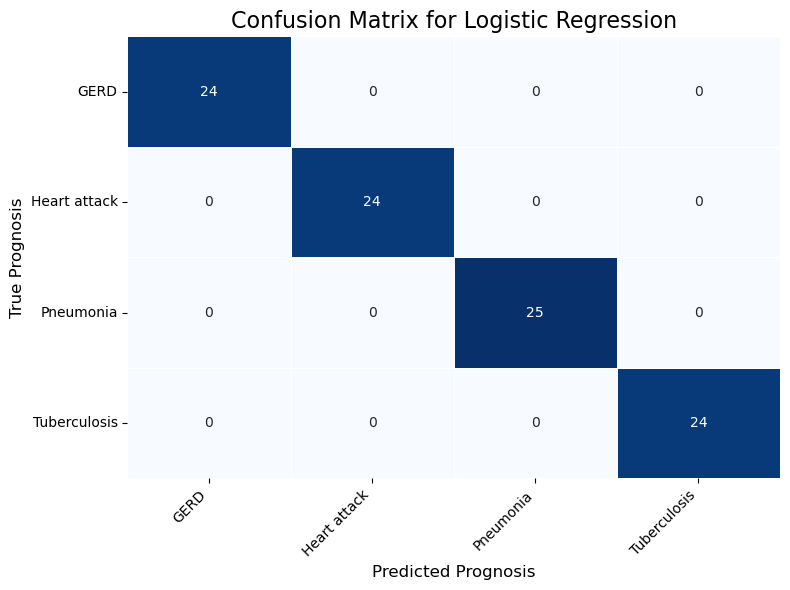 Confusion Matrix for Logistic Regression
True Prognosis
GERD 24 0 0 0
Heart attack 0 24 0 0
Pneumonia 0 0 25 0
Tuberculosis 0 0 0 24
GERD Heart attack Pneumonia Tuberculosis
Predicted Prognosis